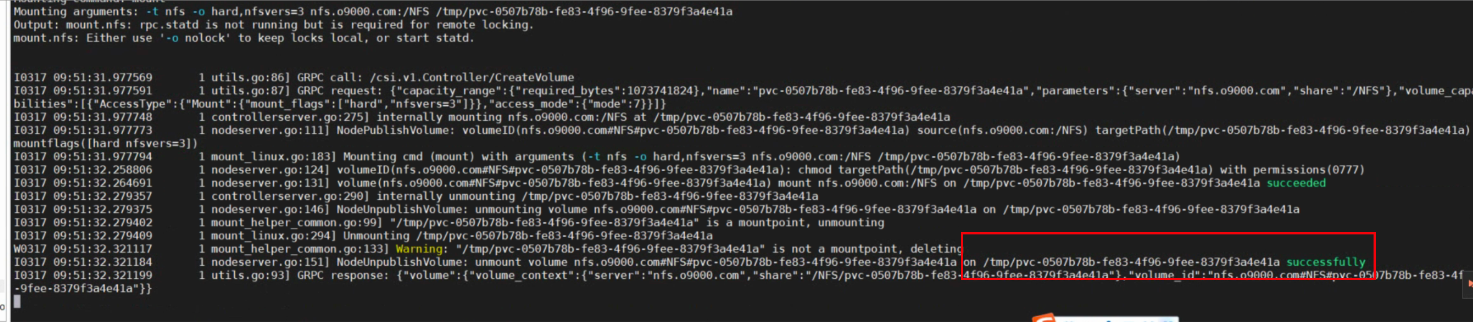 Mounting command: mount
Mounting arguments: -t nfs -o hard,nfsvers=3 nfs.o9000.com:/NFS /tmp/pvc-0507b78b-fe83-4f96-9fee-8379f3a4e41a
Output: mount.nfs: rpc.statd is not running but is required for remote locking.
mount.nfs: Either use '-o nolock' to keep locks local, or start statd.
I0317 09:51:31.977569 1 utils.go:86] GRPC call: /csi.v1.Controller/CreateVolume
I0317 09:51:31.977591 1 utils.go:87] GRPC request: {"capacity_range":{"required_bytes":1073741824},"name":"pvc-0507b78b-fe83-4f96-9fee-8379f3a4e41a","parameters":{"server":"nfs.o9000.com","share":"/NFS"},"volume_capa
bilities":[{"AccessType":{"Mount":{"mount_flags":["hard","nfsvers=3"]}},"access_mode":{"mode":7}}]}
I0317 09:51:31.977748 1 controllerserver.go:275] internally mounting nfs.o9000.com:/NFS at /tmp/pvc-0507b78b-fe83-4f96-9fee-8379f3a4e41a
I0317 09:51:31.977773 1 nodeserver.go:111] NodePublishVolume: volumeID(nfs.o9000.com#NFS#pvc-0507b78b-fe83-4f96-9fee-8379f3a4e41a) source(nfs.o9000.com:/NFS) targetPath(/tmp/pvc-0507b78b-fe83-4f96-9fee-8379f3a4e41a)
mountflags([hard nfsvers=3])
I0317 09:51:31.977794 1 mount_linux.go:183] Mounting cmd (mount) with arguments (-t nfs -o hard,nfsvers=3 nfs.o9000.com:/NFS /tmp/pvc-0507b78b-fe83-4f96-9fee-8379f3a4e41a)
I0317 09:51:32.258806 1 nodeserver.go:124] volumeID(nfs.o9000.com#NFS#pvc-0507b78b-fe83-4f96-9fee-8379f3a4e41a): chmod targetPath(/tmp/pvc-0507b78b-fe83-4f96-9fee-8379f3a4e41a) with permissions(0777)
I0317 09:51:32.264691 1 nodeserver.go:131] volume(nfs.o9000.com#NFS#pvc-0507b78b-fe83-4f96-9fee-8379f3a4e41a) mount nfs.o9000.com:/NFS on /tmp/pvc-0507b78b-fe83-4f96-9fee-8379f3a4e41a succeeded
I0317 09:51:32.279357 1 controllerserver.go:290] internally unmounting /tmp/pvc-0507b78b-fe83-4f96-9fee-8379f3a4e41a
I0317 09:51:32.279375 1 nodeserver.go:146] NodeUnpublishVolume: unmounting volume nfs.o9000.com#NFS#pvc-0507b78b-fe83-4f96-9fee-8379f3a4e41a on /tmp/pvc-0507b78b-fe83-4f96-9fee-8379f3a4e41a
I0317 09:51:32.279402 1 mount_helper_common.go:99] "/tmp/pvc-0507b78b-fe83-4f96-9fee-8379f3a4e41a" is a mountpoint, unmounting
I0317 09:51:32.279409 1 mount_linux.go:294] Unmounting /tmp/pvc-0507b78b-fe83-4f96-9fee-8379f3a4e41a
W0317 09:51:32.321117 1 mount_helper_common.go:133] Warning: "/tmp/pvc-0507b78b-fe83-4f96-9fee-8379f3a4e41a" is not a mountpoint, deleting
I0317 09:51:32.321184 1 nodeserver.go:151] NodeUnpublishVolume: unmount volume nfs.o9000.com#NFS#pvc-0507b78b-fe83-4f96-9fee-8379f3a4e41a on /tmp/pvc-0507b78b-fe83-4f96-9fee-8379f3a4e41a successfully
I0317 09:51:32.321199 1 utils.go:93] GRPC response: {"volume":{"volume_context":{"server":"nfs.o9000.com","share":"/NFS/pvc-0507b78b-fe83-4f96-9fee-8379f3a4e41a"},"volume_id":"nfs.o9000.com#NFS#pvc-0507b78b-fe83-4f
-9fee-8379f3a4e41a"}}